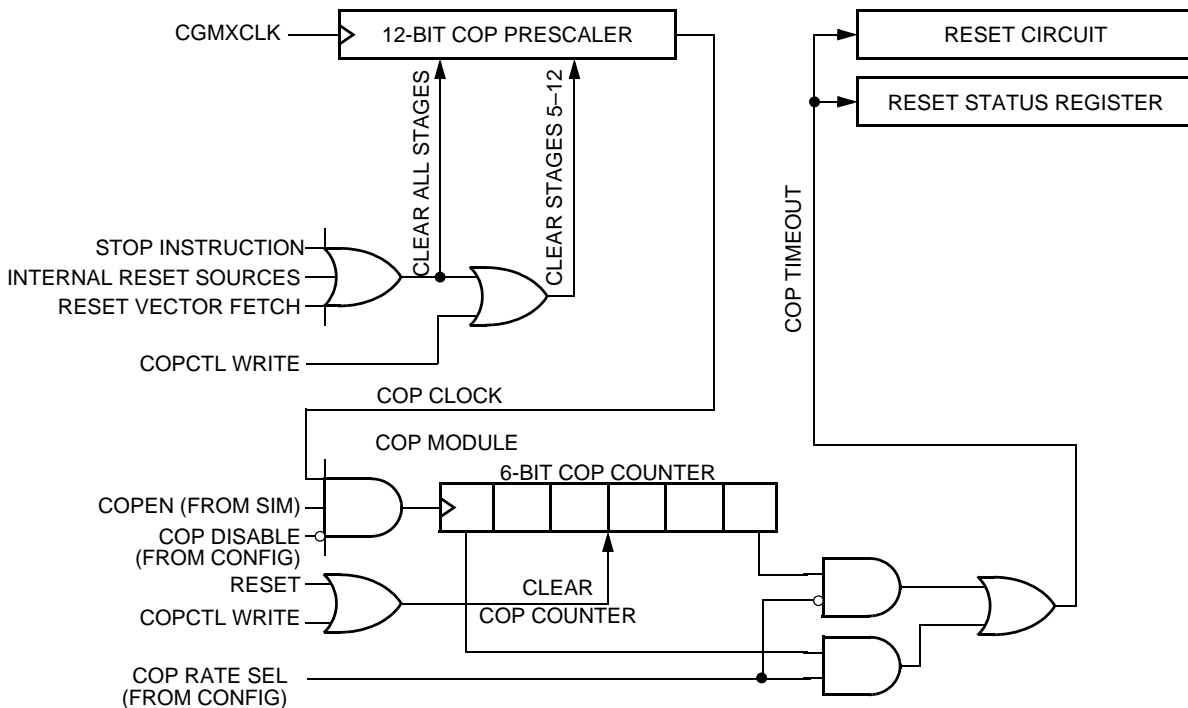 CGMXCLK
12-BIT COP PRESCALER
RESET CIRCUIT
RESET STATUS REGISTER
CLEAR ALL STAGES
CLEAR STAGES 5–12
COP TIMEOUT
STOP INSTRUCTION
INTERNAL RESET SOURCES
RESET VECTOR FETCH
COPCTL WRITE
COP CLOCK
COP MODULE
6-BIT COP COUNTER
COPEN (FROM SIM)
COP DISABLE
(FROM CONFIG)
RESET
COPCTL WRITE
CLEAR
COP COUNTER
COP RATE SEL
(FROM CONFIG)